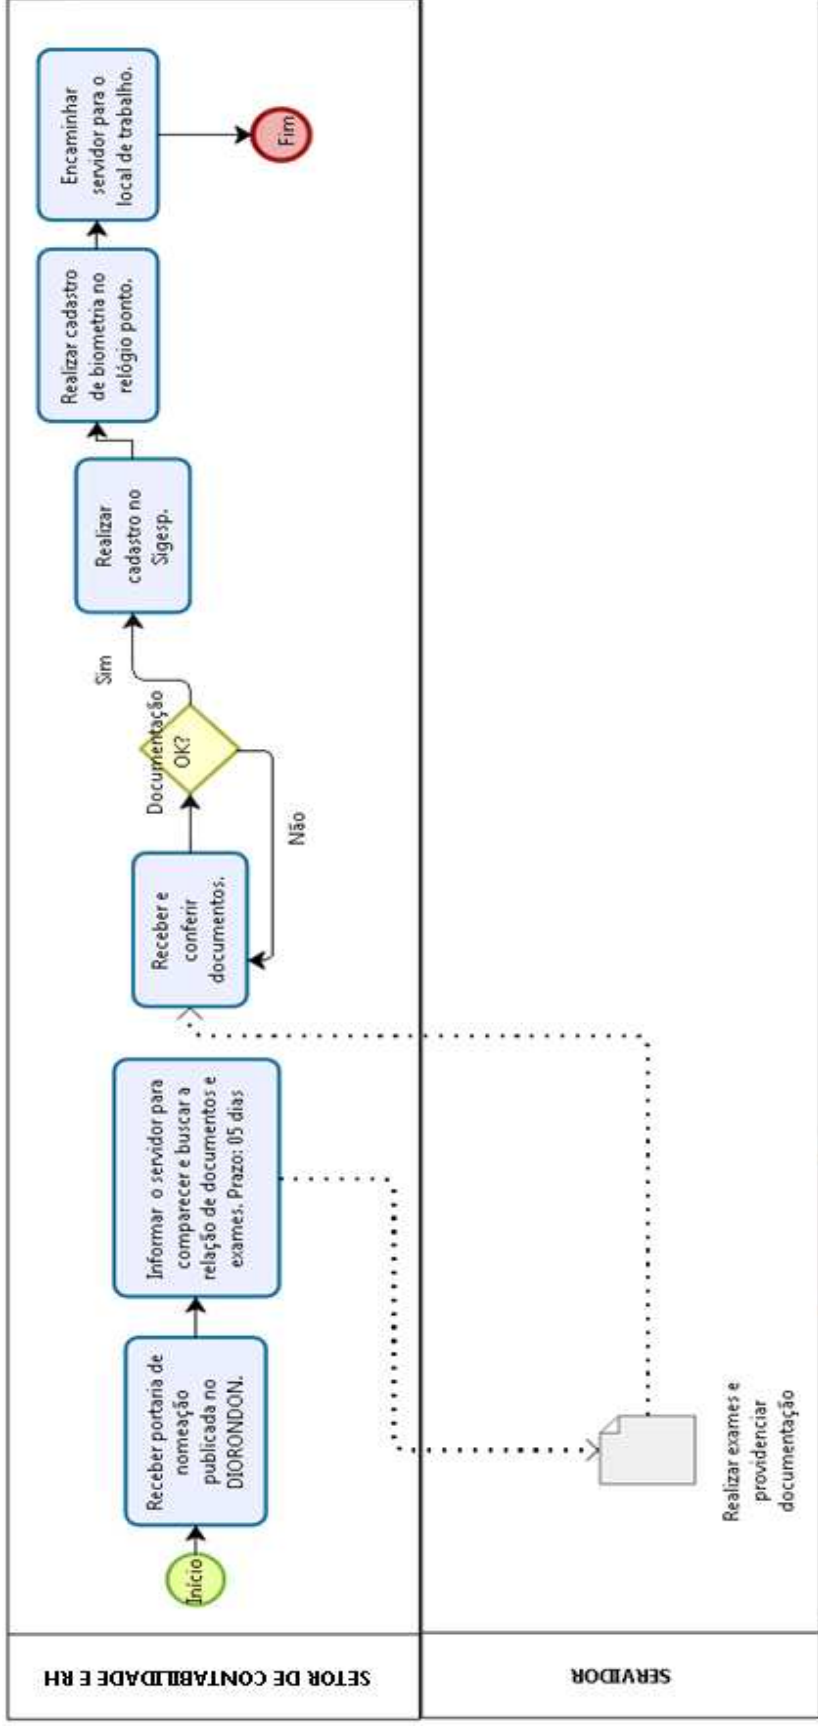 SETOR DE CONTABILIDADE E RH
Início
Receber portaria de
nomeação
publicada no
DIORONDON.
Informar o servidor para
comparecer e buscar a
relação de documentos e
exames. Prazo: 05 dias
Receber e
conferir
documentos.
Documentação
OK?
Sim
Não
Realizar
cadastro no
Sigesp.
Realizar cadastro
de biometria no
relógio ponto.
Encaminhar
servidor para o
local de trabalho.
Fim
SERVIDOR
Realizar exames e
providenciar
documentação